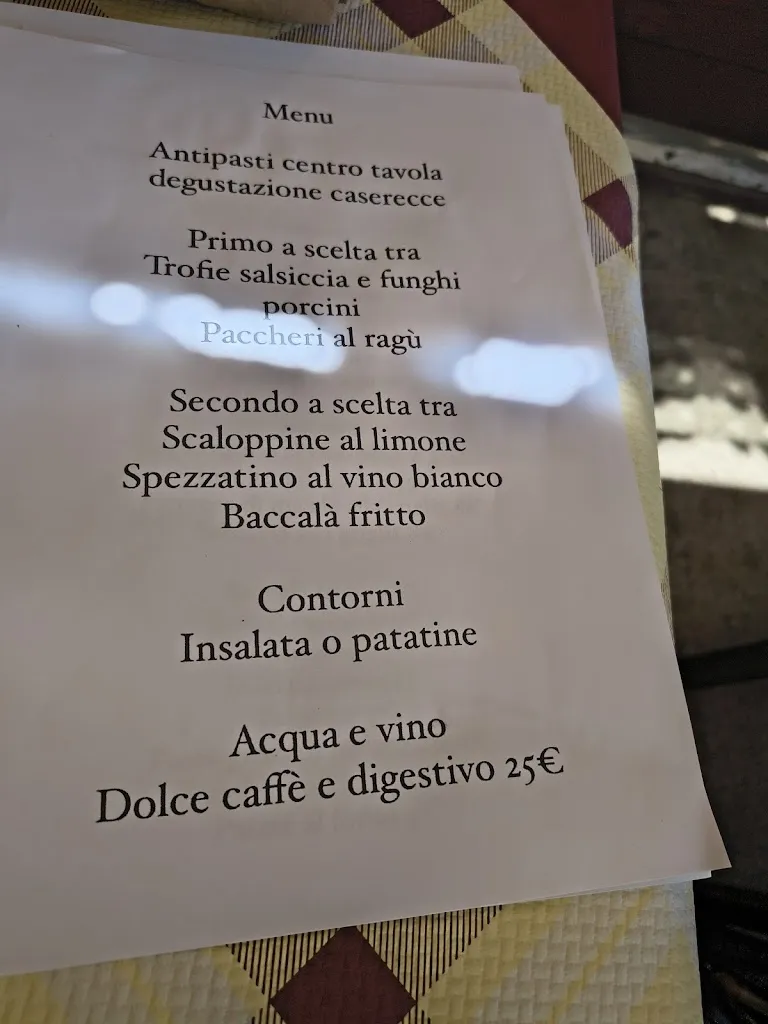 Menu
Antipasti centro tavola
degustazione caserecce
Primo a scelta tra
Trofie salsiccia e funghi
porcini
Paccheri al ragù
Secondo a scelta tra
Scaloppine al limone
Spezzatino al vino bianco
Baccalà fritto
Contorni
Insalata o patatine
Acqua e vino
Dolce caffè e digestivo 25€